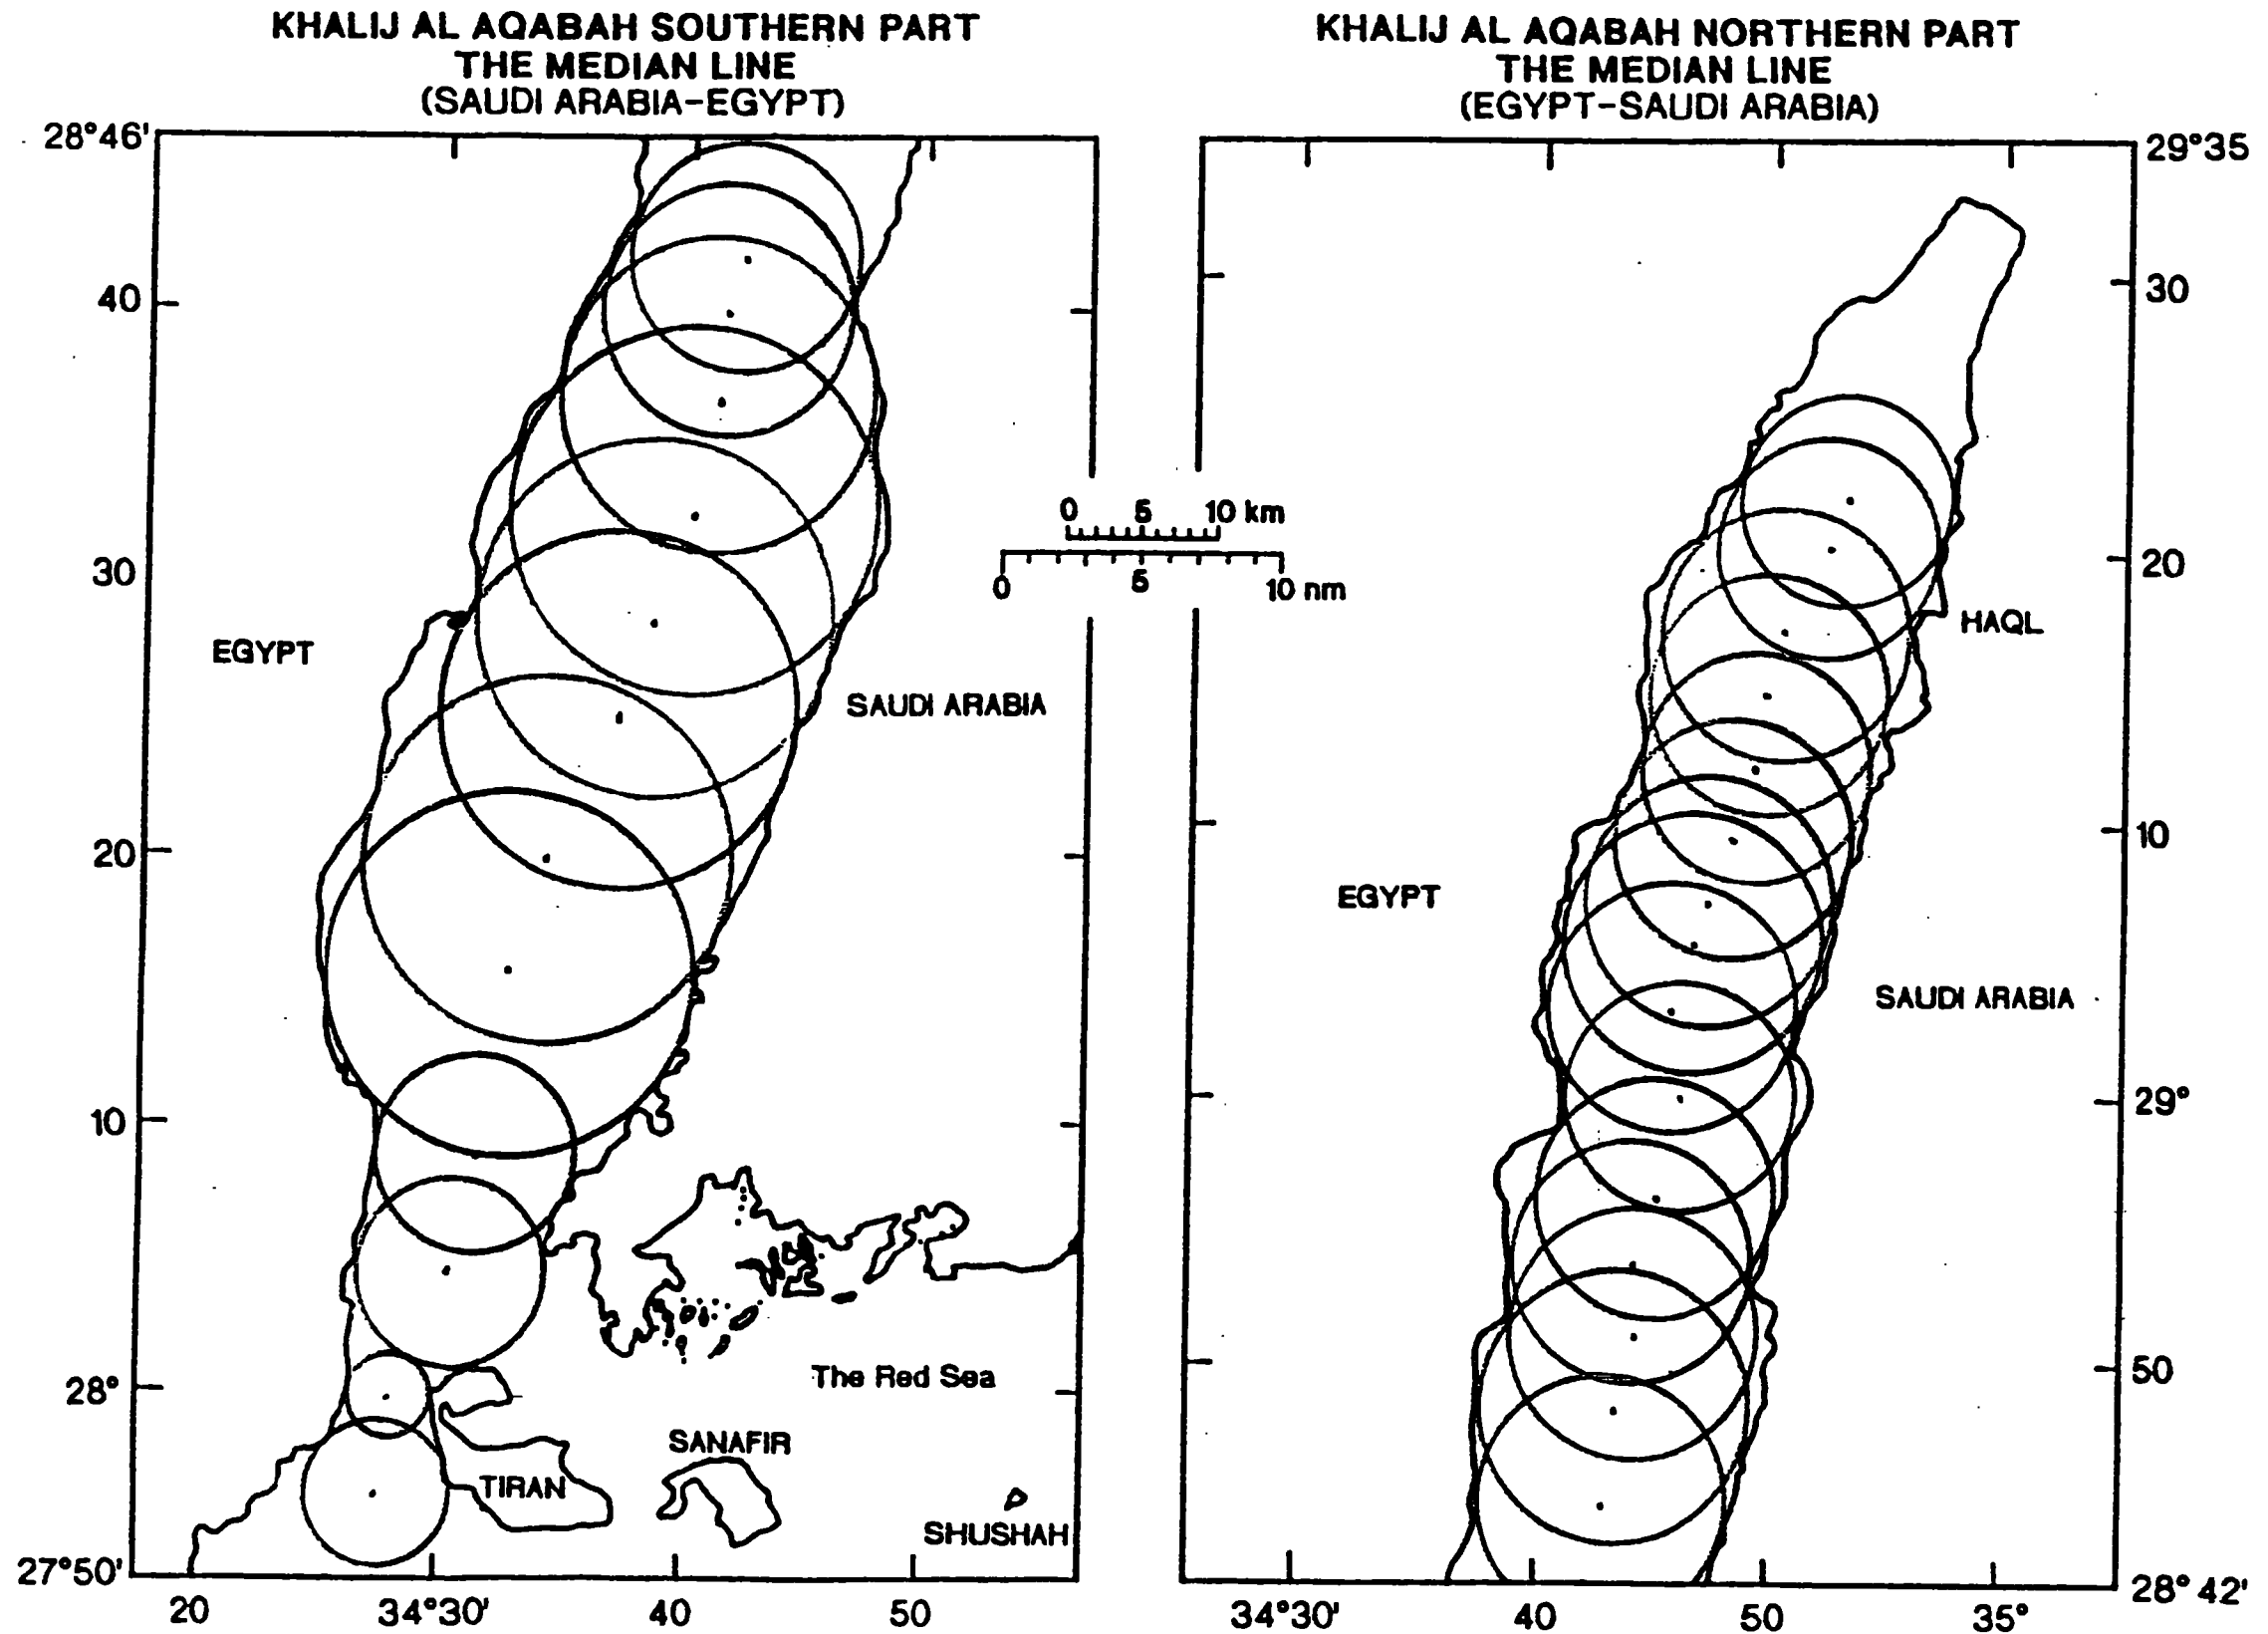 KHALIJ AL AQABAH SOUTHERN PART
THE MEDIAN LINE
(SAUDI ARABIA-EGYPT)
28°46'
40
30
20
10
28°
27°50'
20
34°30'
40
50
EGYPT
SAUDI ARABIA
The Red Sea
SANAFIR
TIRAN
SHUSHAH
0 5 10 km
0 5 10 nm
KHALIJ AL AQABAH NORTHERN PART
THE MEDIAN LINE
(EGYPT-SAUDI ARABIA)
29°35
30
20
10
29°
50
28°42'
34°30'
40
50
35°
HAQL
EGYPT
SAUDI ARABIA